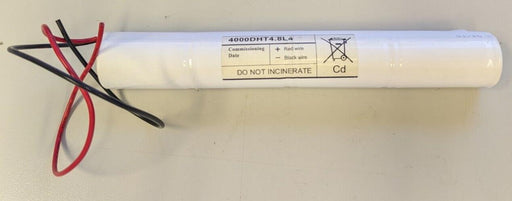 4000DHT4.8L4
Commissioning
Date
+ Red wire
- Black wire
DO NOT INCINERATE
Cd